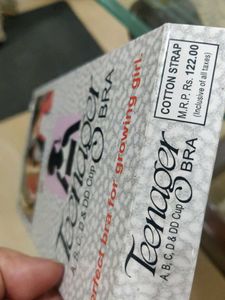 Teenager
BRA
A, B, C, D & DD Cup
perfect bra for growing girl
COTTON STRAP
M.R.P. Rs. 122.00
(Inclusive of all taxes)
Teenager
BRA
A, B, C, D & DD Cup